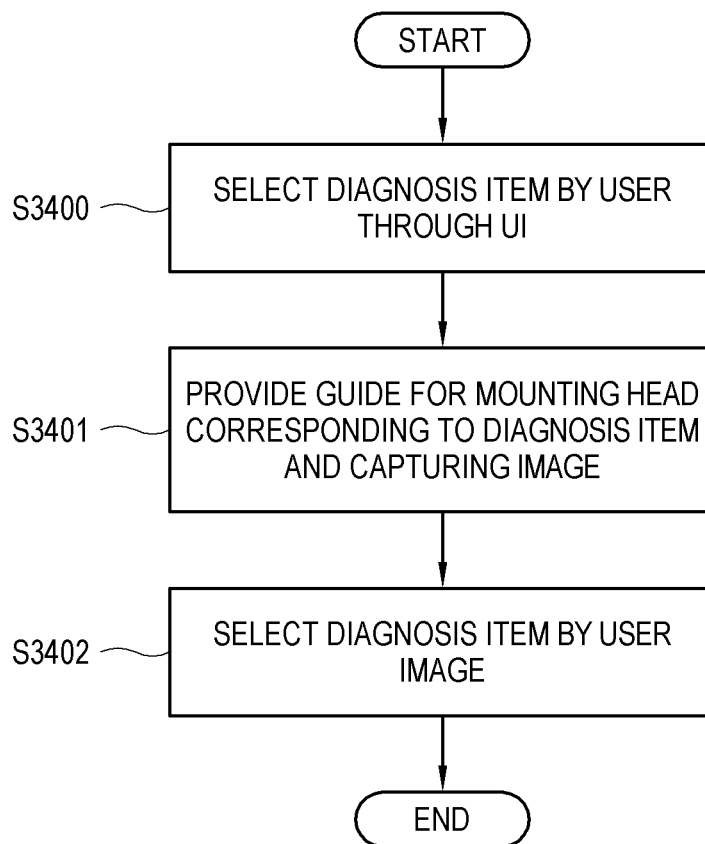 START
S3400
SELECT DIAGNOSIS ITEM BY USER
THROUGH UI
S3401
PROVIDE GUIDE FOR MOUNTING HEAD
CORRESPONDING TO DIAGNOSIS ITEM
AND CAPTURING IMAGE
S3402
SELECT DIAGNOSIS ITEM BY USER
IMAGE
END